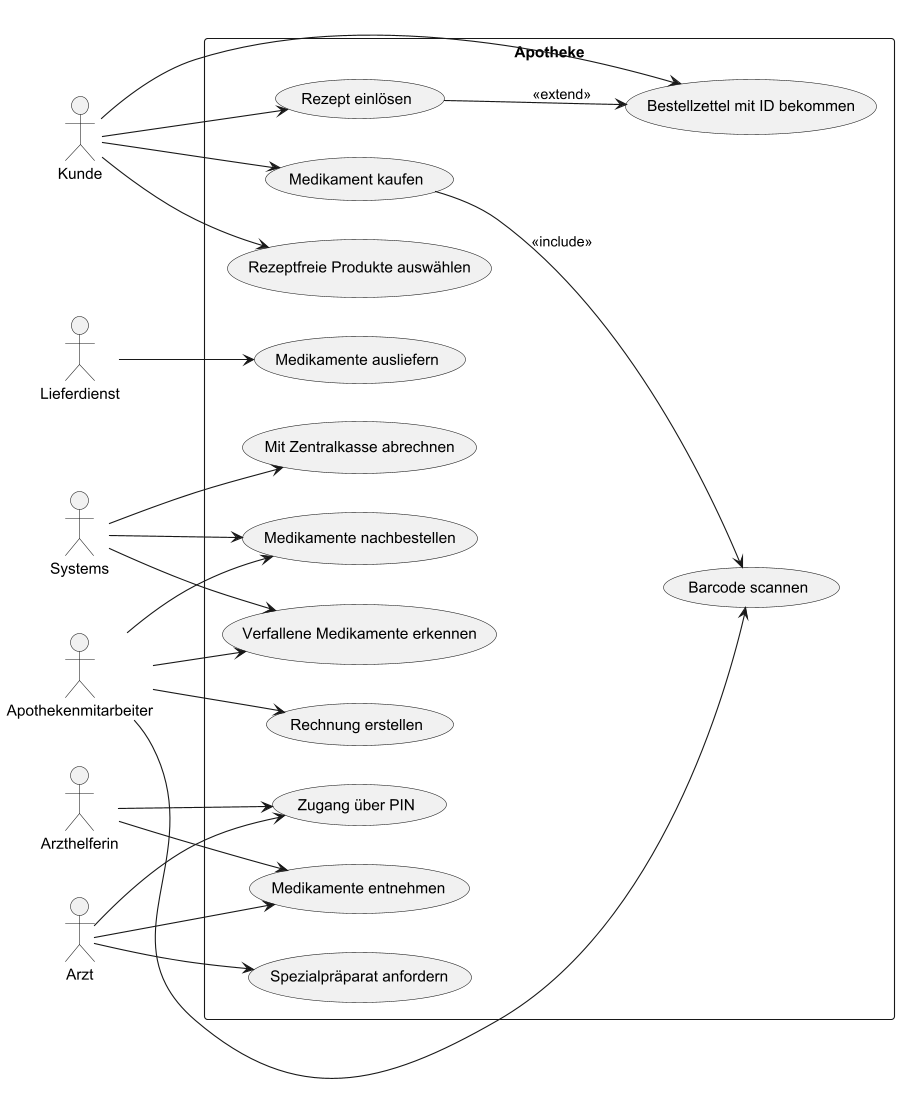 Apotheke
Rezept einlösen
«extend»
Bestellzettel mit ID bekommen
Kunde
Medikament kaufen
«include»
Rezeptfreie Produkte auswählen
Lieferdienst
Medikamente ausliefern
Mit Zentralkasse abrechnen
Systems
Medikamente nachbestellen
Barcode scannen
Verfallene Medikamente erkennen
Apothekenmitarbeiter
Rechnung erstellen
Zugang über PIN
Arzthelferin
Medikamente entnehmen
Arzt
Spezialpräparat anfordern